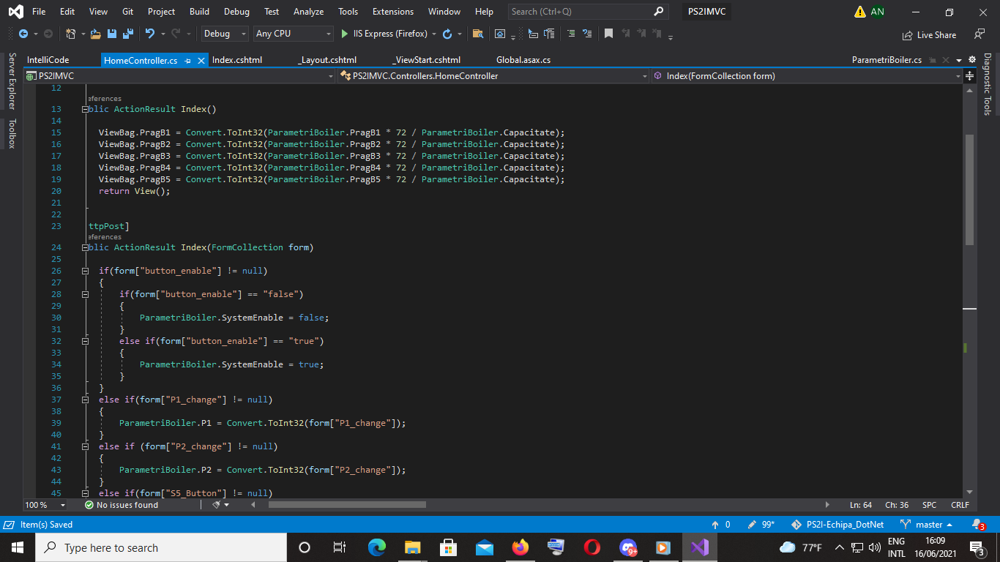 File Edit View Git Project Build Debug Test Analyze Tools Extensions Window Help Search (Ctrl+Q) PS2IMVC AN
Debug Any CPU IIS Express (Firefox) Live Share
IntelliCode HomeController.cs Index.cshtml _Layout.cshtml _ViewStart.cshtml Global.asax.cs ParametriBoiler.cs
PS2IMVC PS2IMVC.Controllers.HomeController Index(FormCollection form)
Server Explorer
Toolbox
Diagnostic Tools
12
eferences
13 blic ActionResult Index()
14
15 ViewBag.PragB1 = Convert.ToInt32(ParametriBoiler.PragB1 * 72 / ParametriBoiler.Capacitate);
16 ViewBag.PragB2 = Convert.ToInt32(ParametriBoiler.PragB2 * 72 / ParametriBoiler.Capacitate);
17 ViewBag.PragB3 = Convert.ToInt32(ParametriBoiler.PragB3 * 72 / ParametriBoiler.Capacitate);
18 ViewBag.PragB4 = Convert.ToInt32(ParametriBoiler.PragB4 * 72 / ParametriBoiler.Capacitate);
19 ViewBag.PragB5 = Convert.ToInt32(ParametriBoiler.PragB5 * 72 / ParametriBoiler.Capacitate);
20 return View();
21
22
23 ttpPost]
eferences
24 blic ActionResult Index(FormCollection form)
25
26 if(form["button_enable"] != null)
27 {
28 if(form["button_enable"] == "false")
29 {
30 ParametriBoiler.SystemEnable = false;
31 }
32 else if(form["button_enable"] == "true")
33 {
34 ParametriBoiler.SystemEnable = true;
35 }
36 }
37 else if(form["P1_change"] != null)
38 {
39 ParametriBoiler.P1 = Convert.ToInt32(form["P1_change"]);
40 }
41 else if (form["P2_change"] != null)
42 {
43 ParametriBoiler.P2 = Convert.ToInt32(form["P2_change"]);
44 }
45 else if(form["S5_Button"] != null)
100 % No issues found Ln: 64 Ch: 36 SPC CRLF
Item(s) Saved 0 99* PS2I-Echipa_DotNet master 3
Type here to search 9+ 77°F ENG INTL 16:09 16/06/2021 3